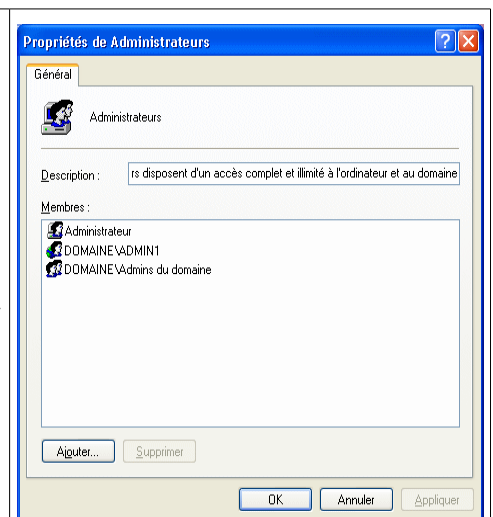 Propriétés de Administrateurs
Général
Administrateurs
Description :
rs disposent d'un accès complet et illimité à l'ordinateur et au domaine
Membres :
Administrateur
DOMAINE\ADMIN1
DOMAINE\Admins du domaine
Ajouter... Supprimer
OK Annuler Appliquer